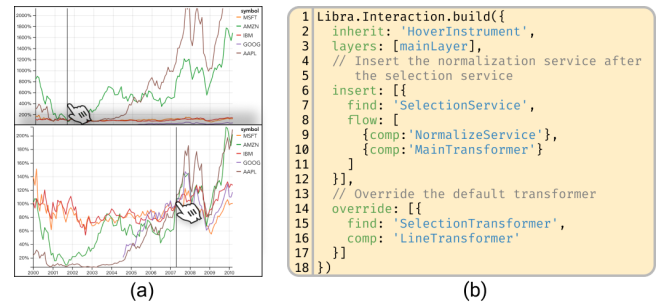 symbol
MSFT
AMZN
IBM
GOOG
AAPL
2000%
1800%
1600%
1400%
1200%
1000%
800%
600%
400%
200%
symbol
MSFT
AMZN
IBM
GOOG
AAPL
200%
180%
160%
140%
120%
100%
80%
60%
40%
20%
2000 2001 2002 2003 2004 2005 2006 2007 2008 2009 2010
(a)
1 Libra.Interaction.build({
2 inherit: 'HoverInstrument',
3 layers: [mainLayer],
4 // Insert the normalization service after
5 the selection service
6 insert: [{
7 find: 'SelectionService',
8 flow: [
9 {comp:'NormalizeService'},
10 {comp:'MainTransformer'}
11 ]
12 }],
13 // Override the default transformer
14 override: [{
15 find: 'SelectionTransformer',
16 comp: 'LineTransformer'
17 }]
18 })
(b)